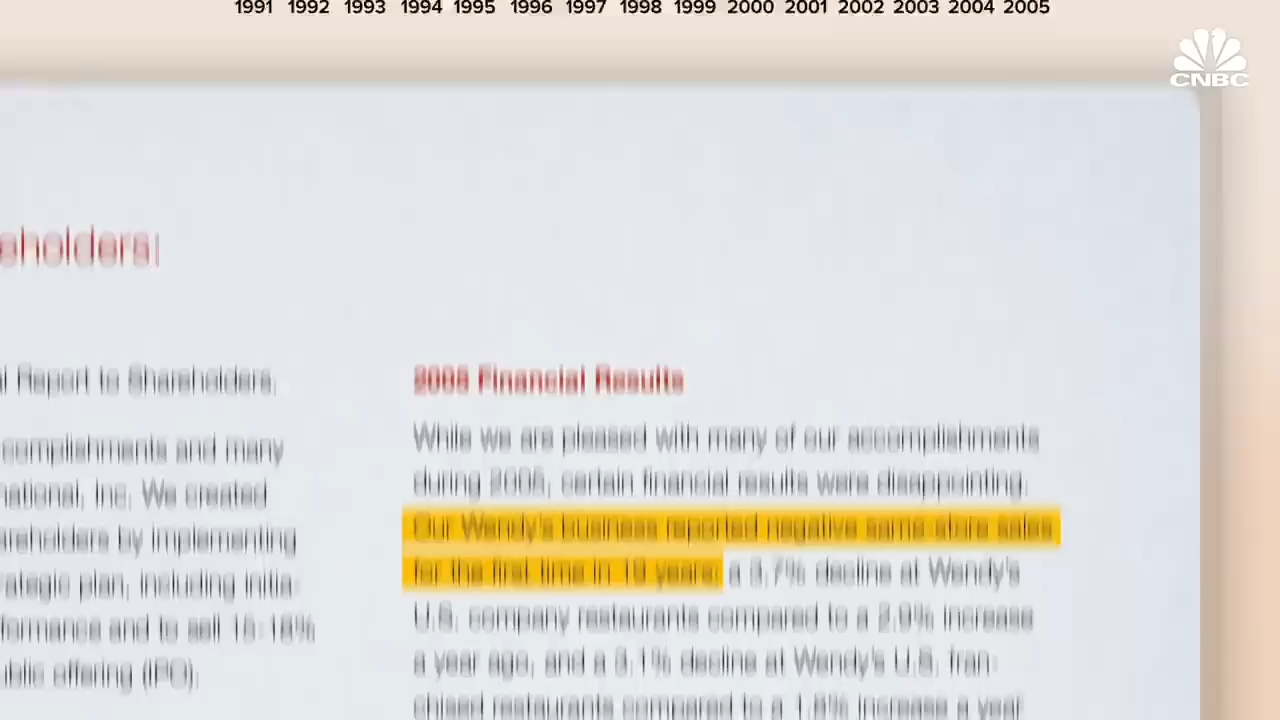 1991 1992 1993 1994 1995 1996 1997 1998 1999 2000 2001 2002 2003 2004 2005
CNBC
eholders:
l Report to Shareholders.
complishments and many
national, Inc. We created
areholders by implementing
rategic plan, including initia-
formance and to sell 15-18%
ublic offering (IPO).
2005 Financial Results
While we are pleased with many of our accomplishments
during 2005, certain financial results were disappointing.
Our Wendy's business reported negative same-store sales
for the first time in 18 years: a 3.7% decline at Wendy's
U.S. company restaurants compared to a 2.9% increase
a year ago, and a 3.1% decline at Wendy's U.S. fran-
chised restaurants compared to a 1.8% increase a year